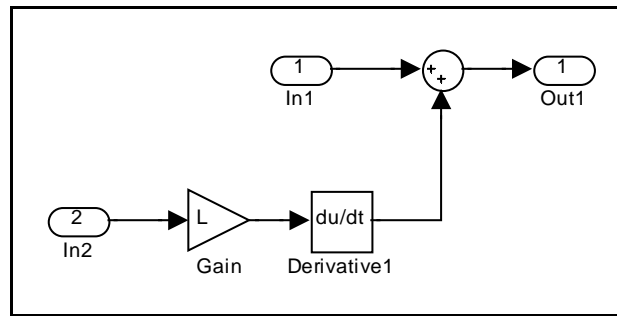 1
In1
+
+
1
Out1
2
In2
L
Gain
du/dt
Derivative1